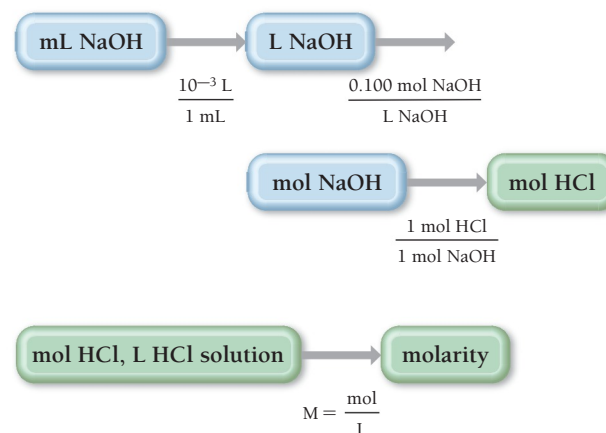 mL NaOH L NaOH
10⁻³ L 0.100 mol NaOH
1 mL L NaOH
mol NaOH mol HCl
1 mol HCl
1 mol NaOH
mol HCl, L HCl solution molarity
M = mol
L